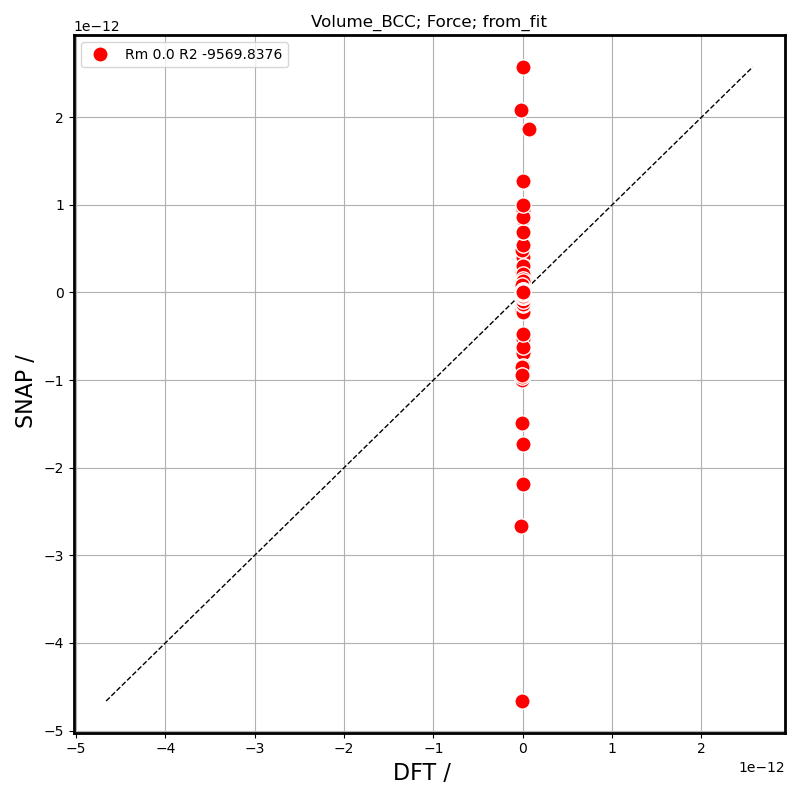 Volume_BCC; Force; from_fit
1e−12
Rm 0.0 R2 -9569.8376
2
1
0
−1
−2
−3
−4
−5
SNAP /
−5 −4 −3 −2 −1 0 1 2
1e−12
DFT /